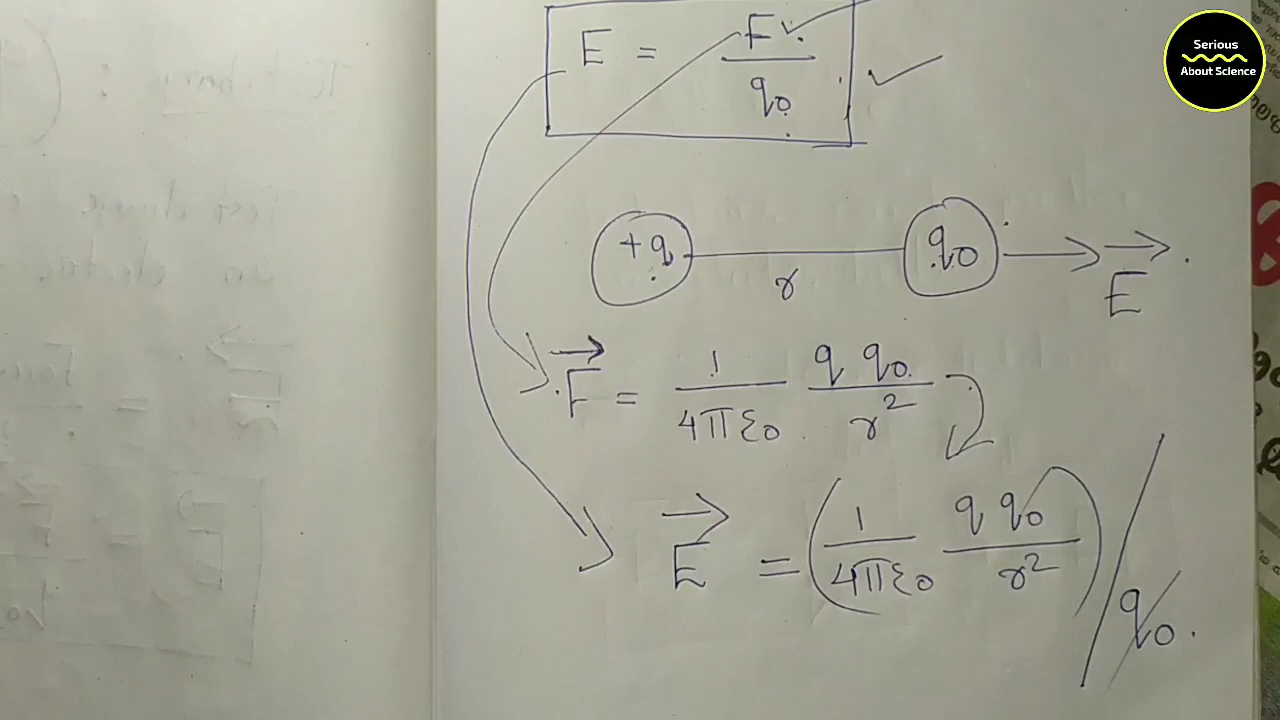 Serious
About Science
E = F / q₀
+q r q₀ → E⃗
F⃗ = 1/4πε₀ q q₀/r²
E⃗ = (1/4πε₀ q q₀/r²) / q₀